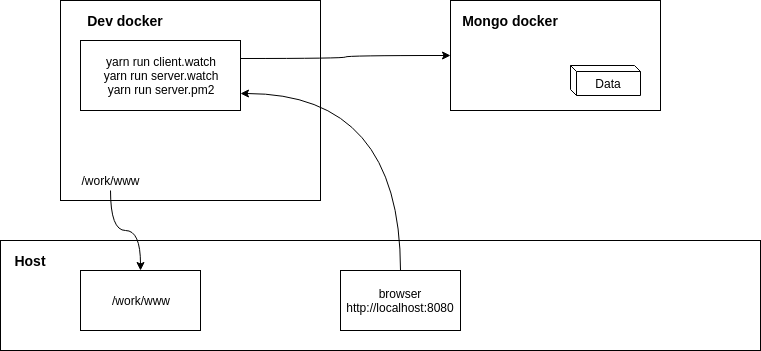 Dev docker
Mongo docker
yarn run client.watch
yarn run server.watch
yarn run server.pm2
Data
/work/www
Host
/work/www
browser
http://localhost:8080